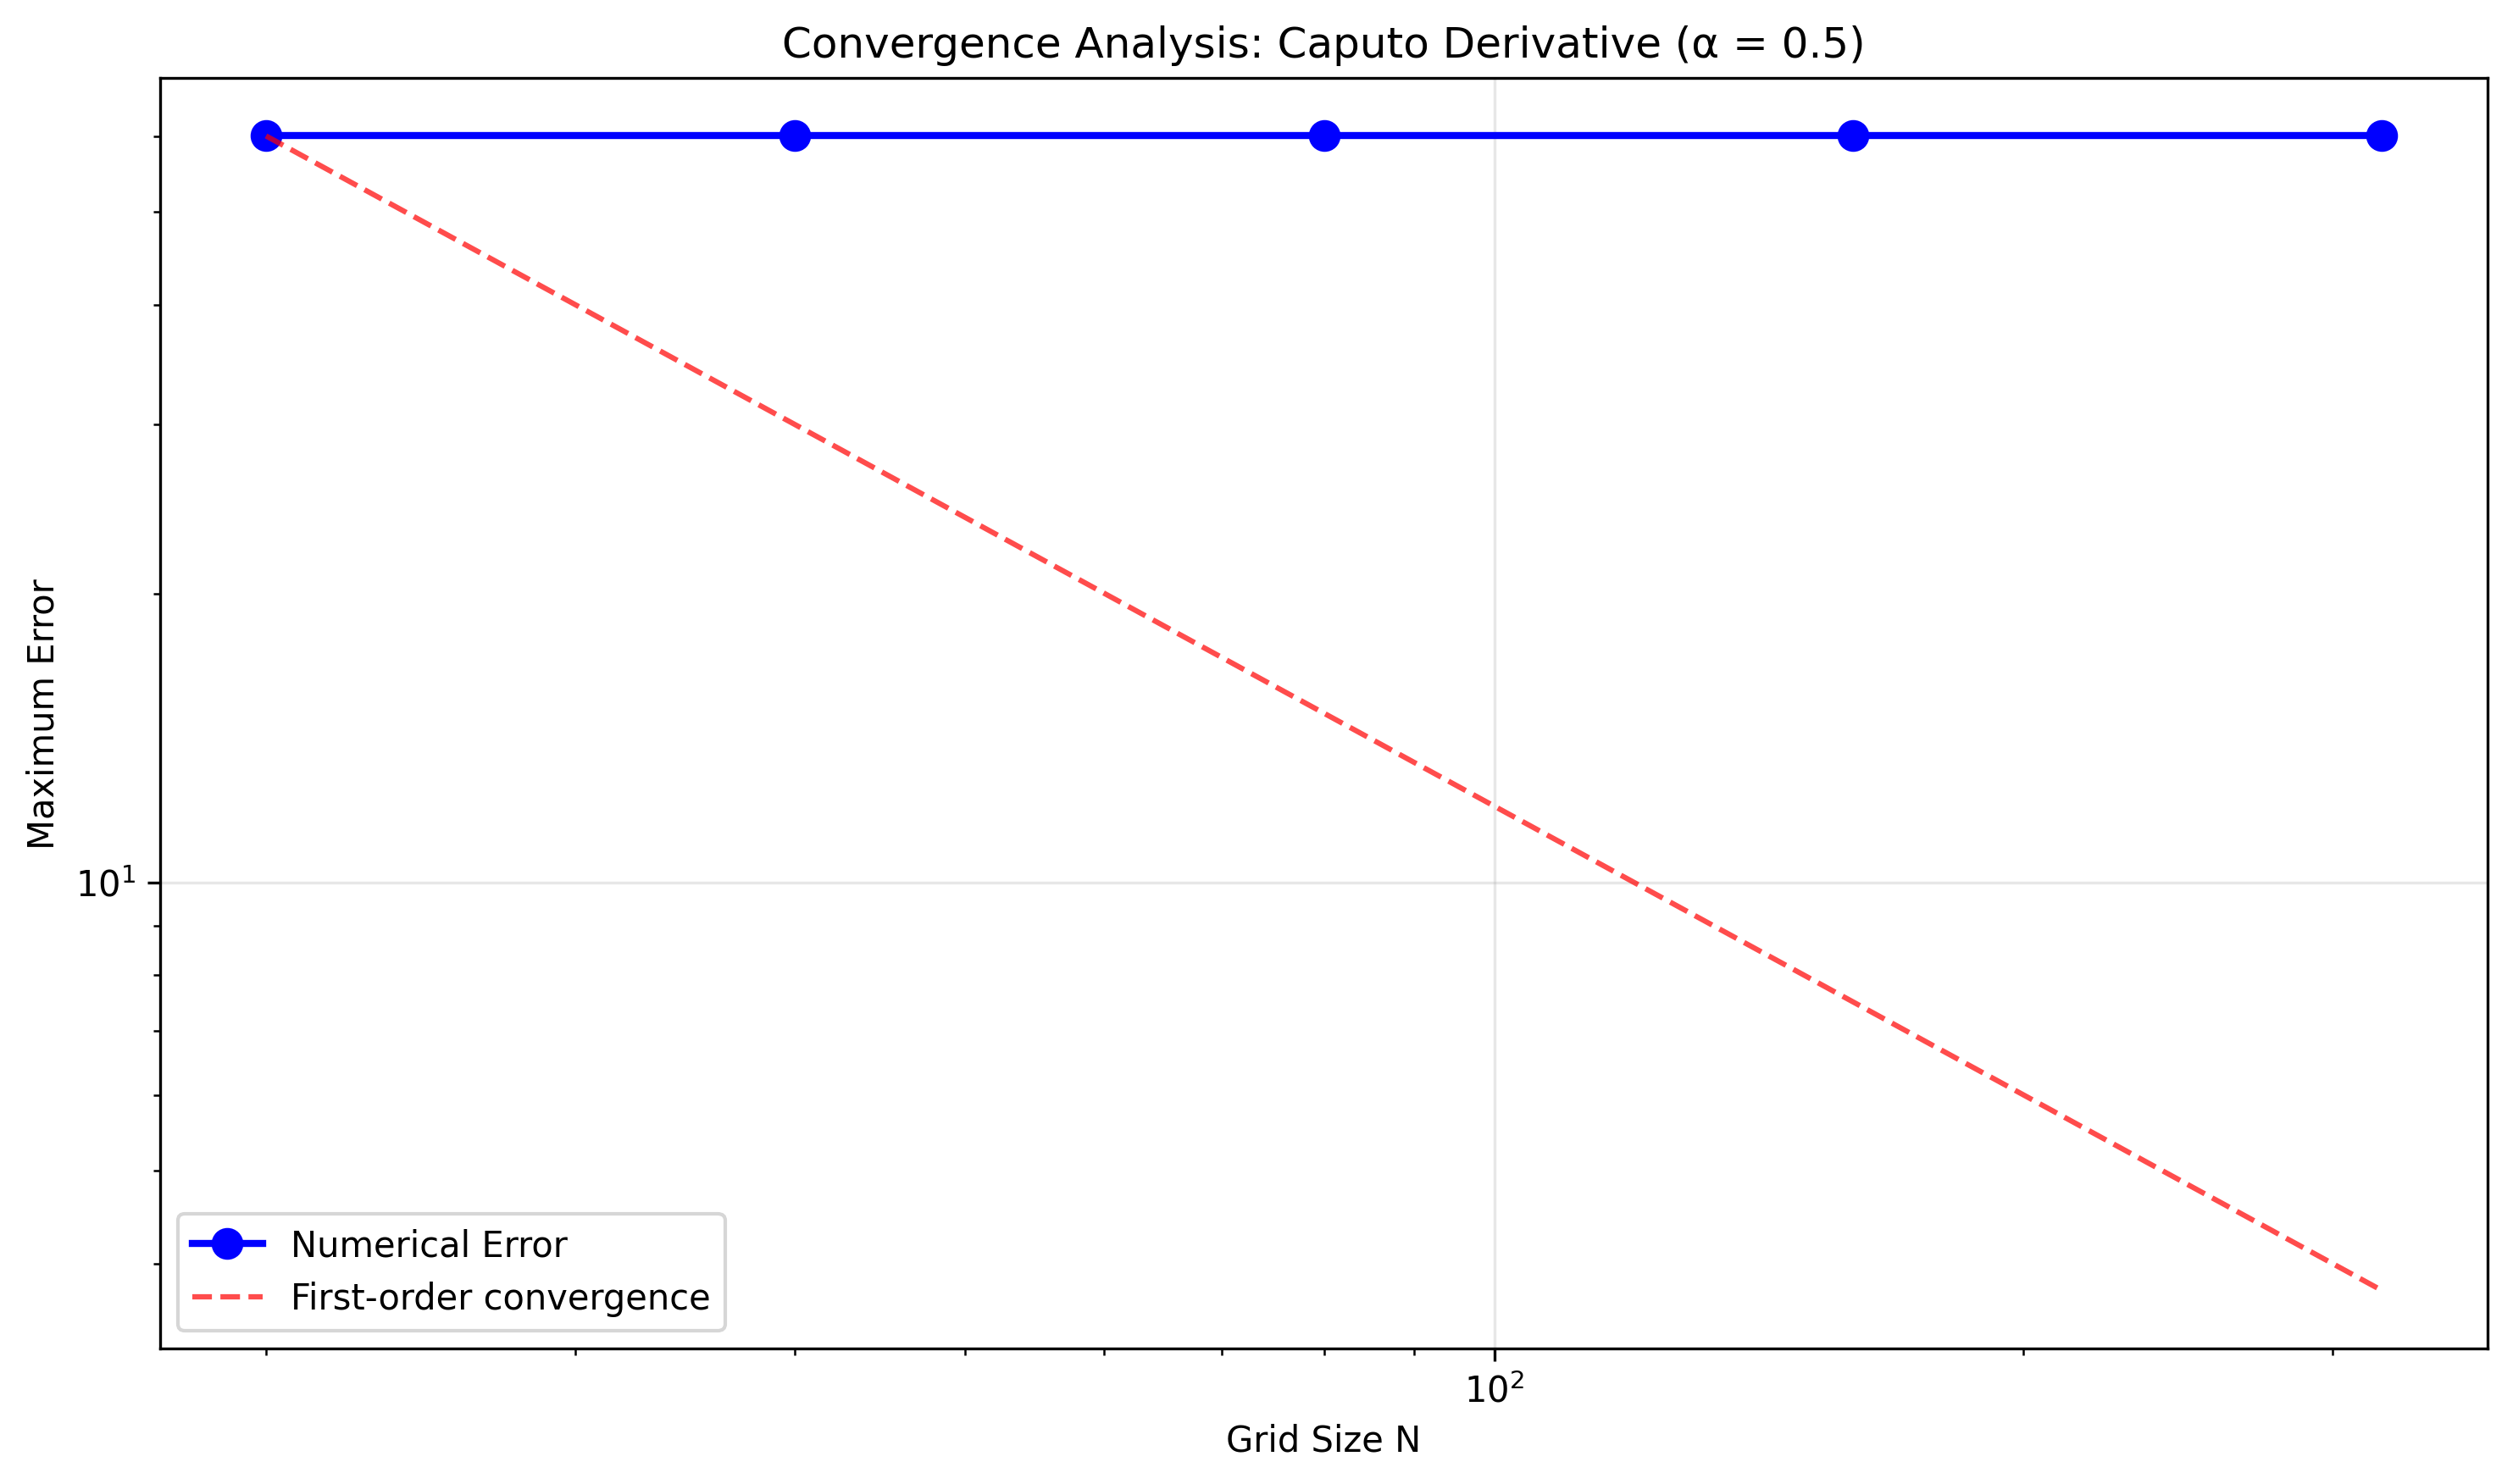 Convergence Analysis: Caputo Derivative (α = 0.5)
Maximum Error
10¹
Numerical Error
First-order convergence
10²
Grid Size N